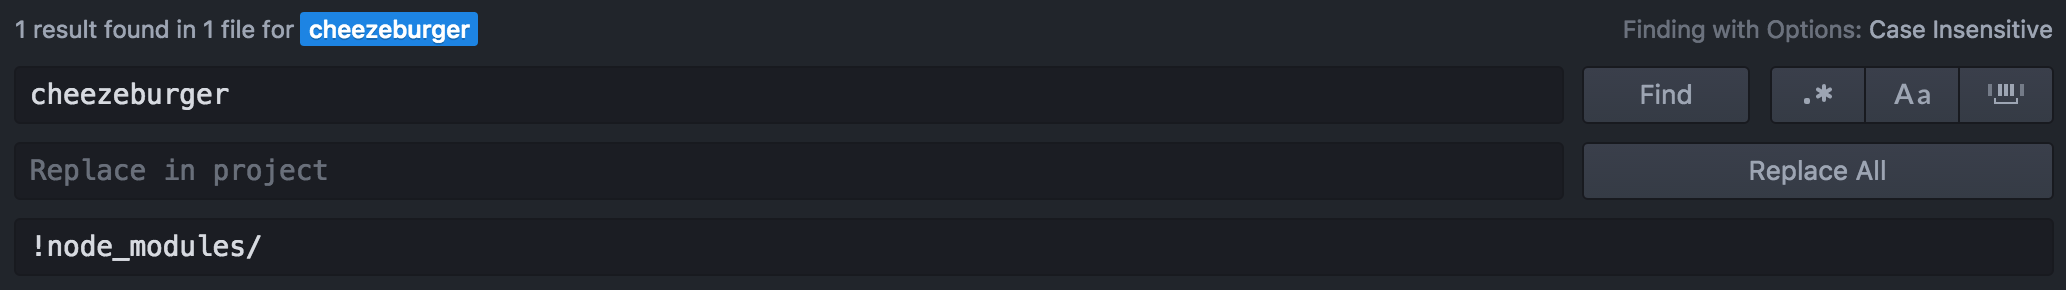 1 result found in 1 file for cheezeburger
Finding with Options: Case Insensitive
cheezeburger
Find
.*
Aa
Replace in project
Replace All
!node_modules/